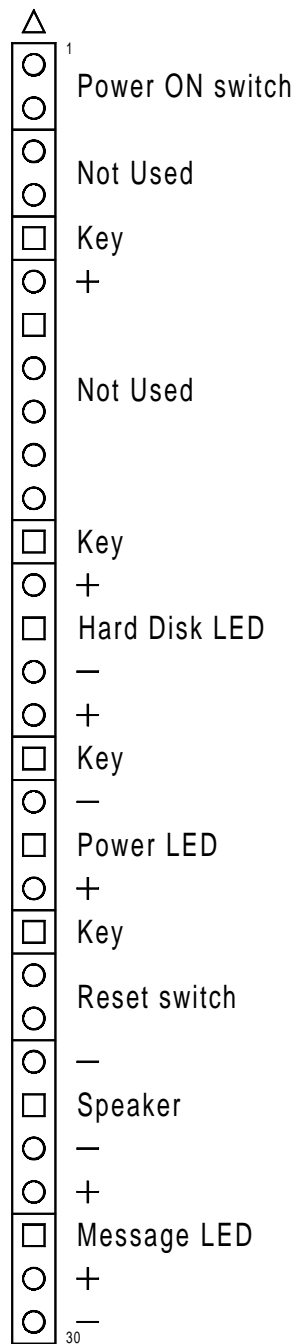 1
Power ON switch
Not Used
Key
+
Not Used
Key
+
Hard Disk LED
−
+
Key
−
Power LED
+
Key
Reset switch
−
Speaker
−
+
Message LED
+
−
30